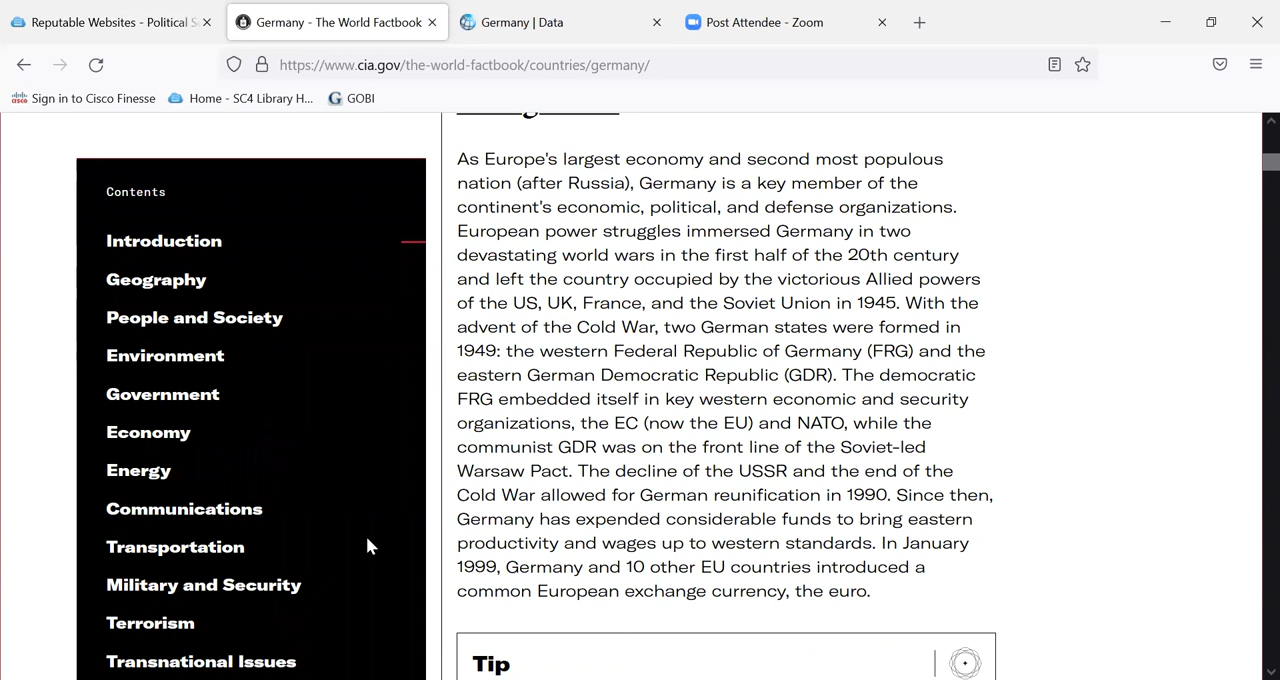 Reputable Websites - Political S
Germany - The World Factbook
Germany | Data
Post Attendee - Zoom
https://www.cia.gov/the-world-factbook/countries/germany/
cisco Sign in to Cisco Finesse
Home - SC4 Library H...
G GOBI
Contents
Introduction
Geography
People and Society
Environment
Government
Economy
Energy
Communications
Transportation
Military and Security
Terrorism
Transnational Issues
As Europe's largest economy and second most populous
nation (after Russia), Germany is a key member of the
continent's economic, political, and defense organizations.
European power struggles immersed Germany in two
devastating world wars in the first half of the 20th century
and left the country occupied by the victorious Allied powers
of the US, UK, France, and the Soviet Union in 1945. With the
advent of the Cold War, two German states were formed in
1949: the western Federal Republic of Germany (FRG) and the
eastern German Democratic Republic (GDR). The democratic
FRG embedded itself in key western economic and security
organizations, the EC (now the EU) and NATO, while the
communist GDR was on the front line of the Soviet-led
Warsaw Pact. The decline of the USSR and the end of the
Cold War allowed for German reunification in 1990. Since then,
Germany has expended considerable funds to bring eastern
productivity and wages up to western standards. In January
1999, Germany and 10 other EU countries introduced a
common European exchange currency, the euro.
Tip